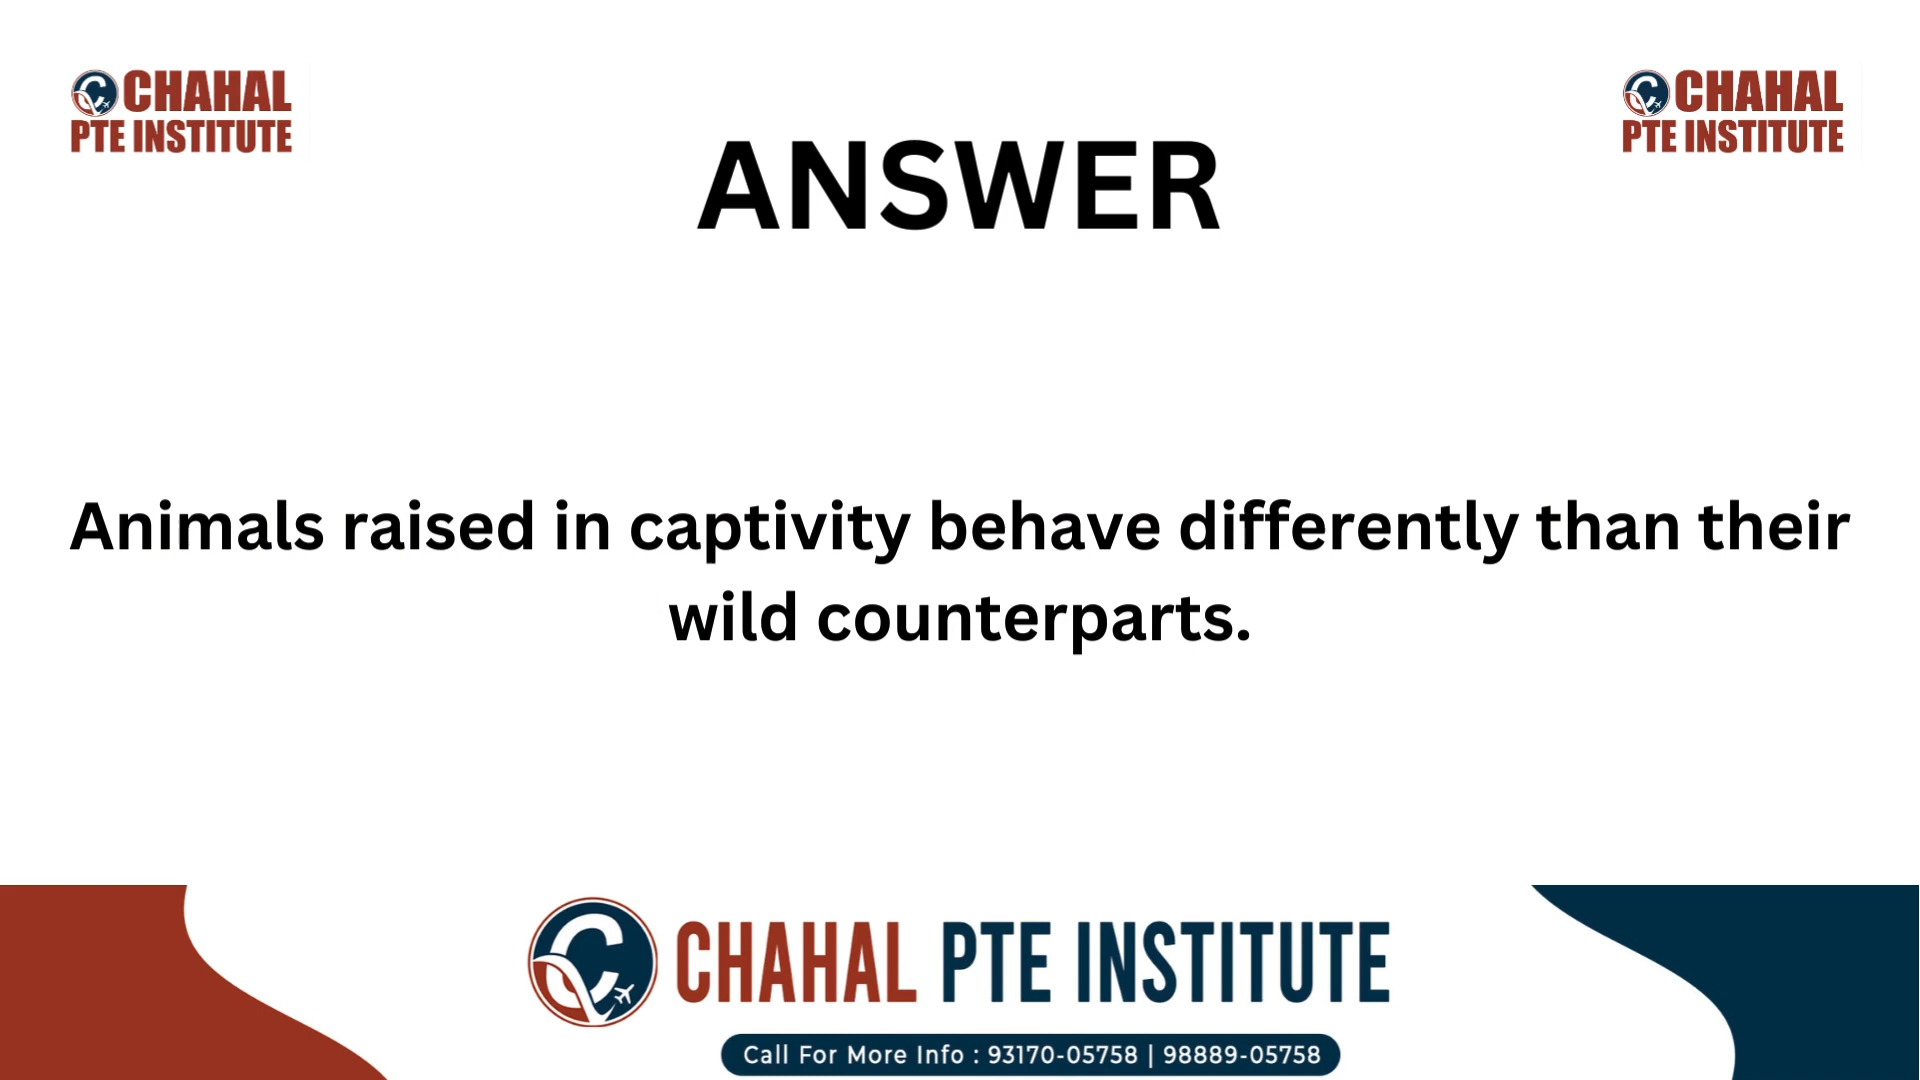 CHAHAL
PTE INSTITUTE
CHAHAL
PTE INSTITUTE
ANSWER
Animals raised in captivity behave differently than their
wild counterparts.
CHAHAL PTE INSTITUTE
Call For More Info : 93170-05758 | 98889-05758